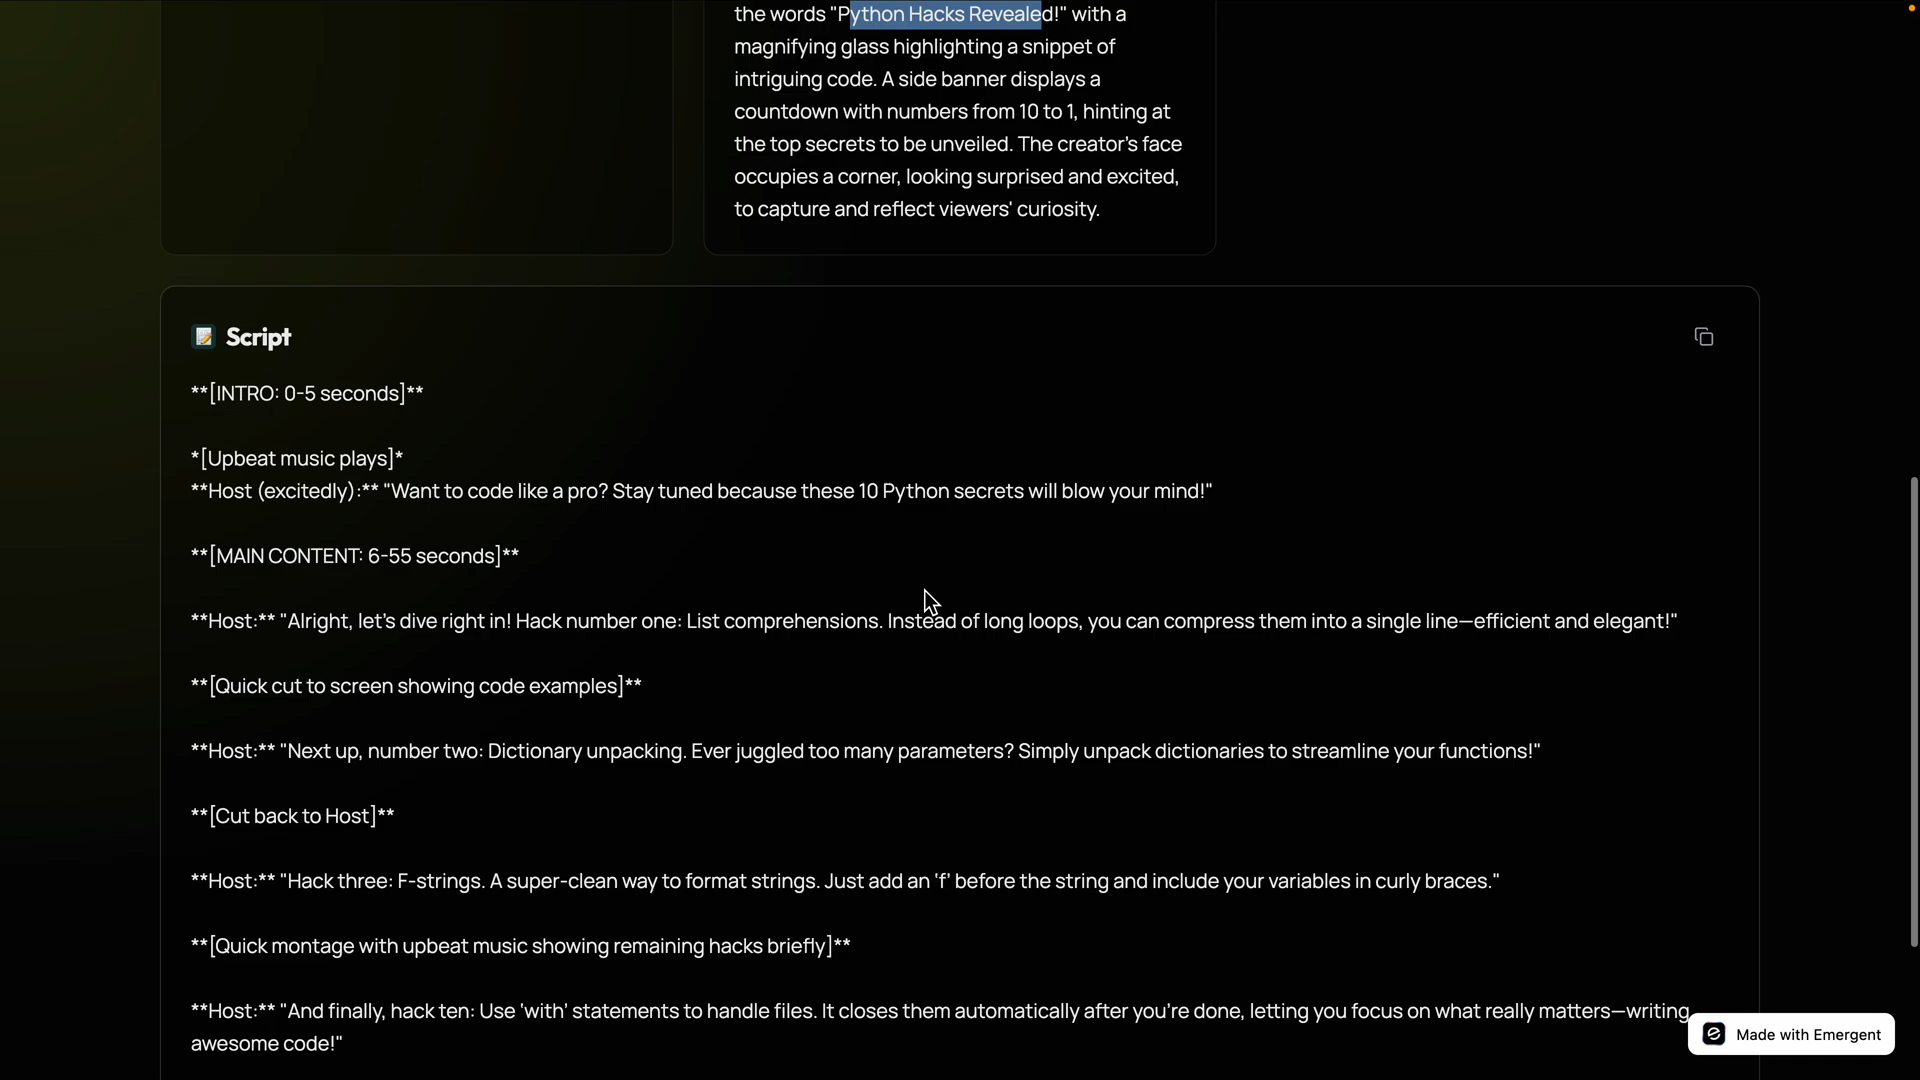 the words "Python Hacks Revealed!" with a
magnifying glass highlighting a snippet of
intriguing code. A side banner displays a
countdown with numbers from 10 to 1, hinting at
the top secrets to be unveiled. The creator's face
occupies a corner, looking surprised and excited,
to capture and reflect viewers' curiosity.
Script
**[INTRO: 0-5 seconds]**
*[Upbeat music plays]*
**Host (excitedly):** "Want to code like a pro? Stay tuned because these 10 Python secrets will blow your mind!"
**[MAIN CONTENT: 6-55 seconds]**
**Host:** "Alright, let's dive right in! Hack number one: List comprehensions. Instead of long loops, you can compress them into a single line—efficient and elegant!"
**[Quick cut to screen showing code examples]**
**Host:** "Next up, number two: Dictionary unpacking. Ever juggled too many parameters? Simply unpack dictionaries to streamline your functions!"
**[Cut back to Host]**
**Host:** "Hack three: F-strings. A super-clean way to format strings. Just add an ‘f’ before the string and include your variables in curly braces."
**[Quick montage with upbeat music showing remaining hacks briefly]**
**Host:** "And finally, hack ten: Use ‘with’ statements to handle files. It closes them automatically after you're done, letting you focus on what really matters—writing
awesome code!"
Made with Emergent